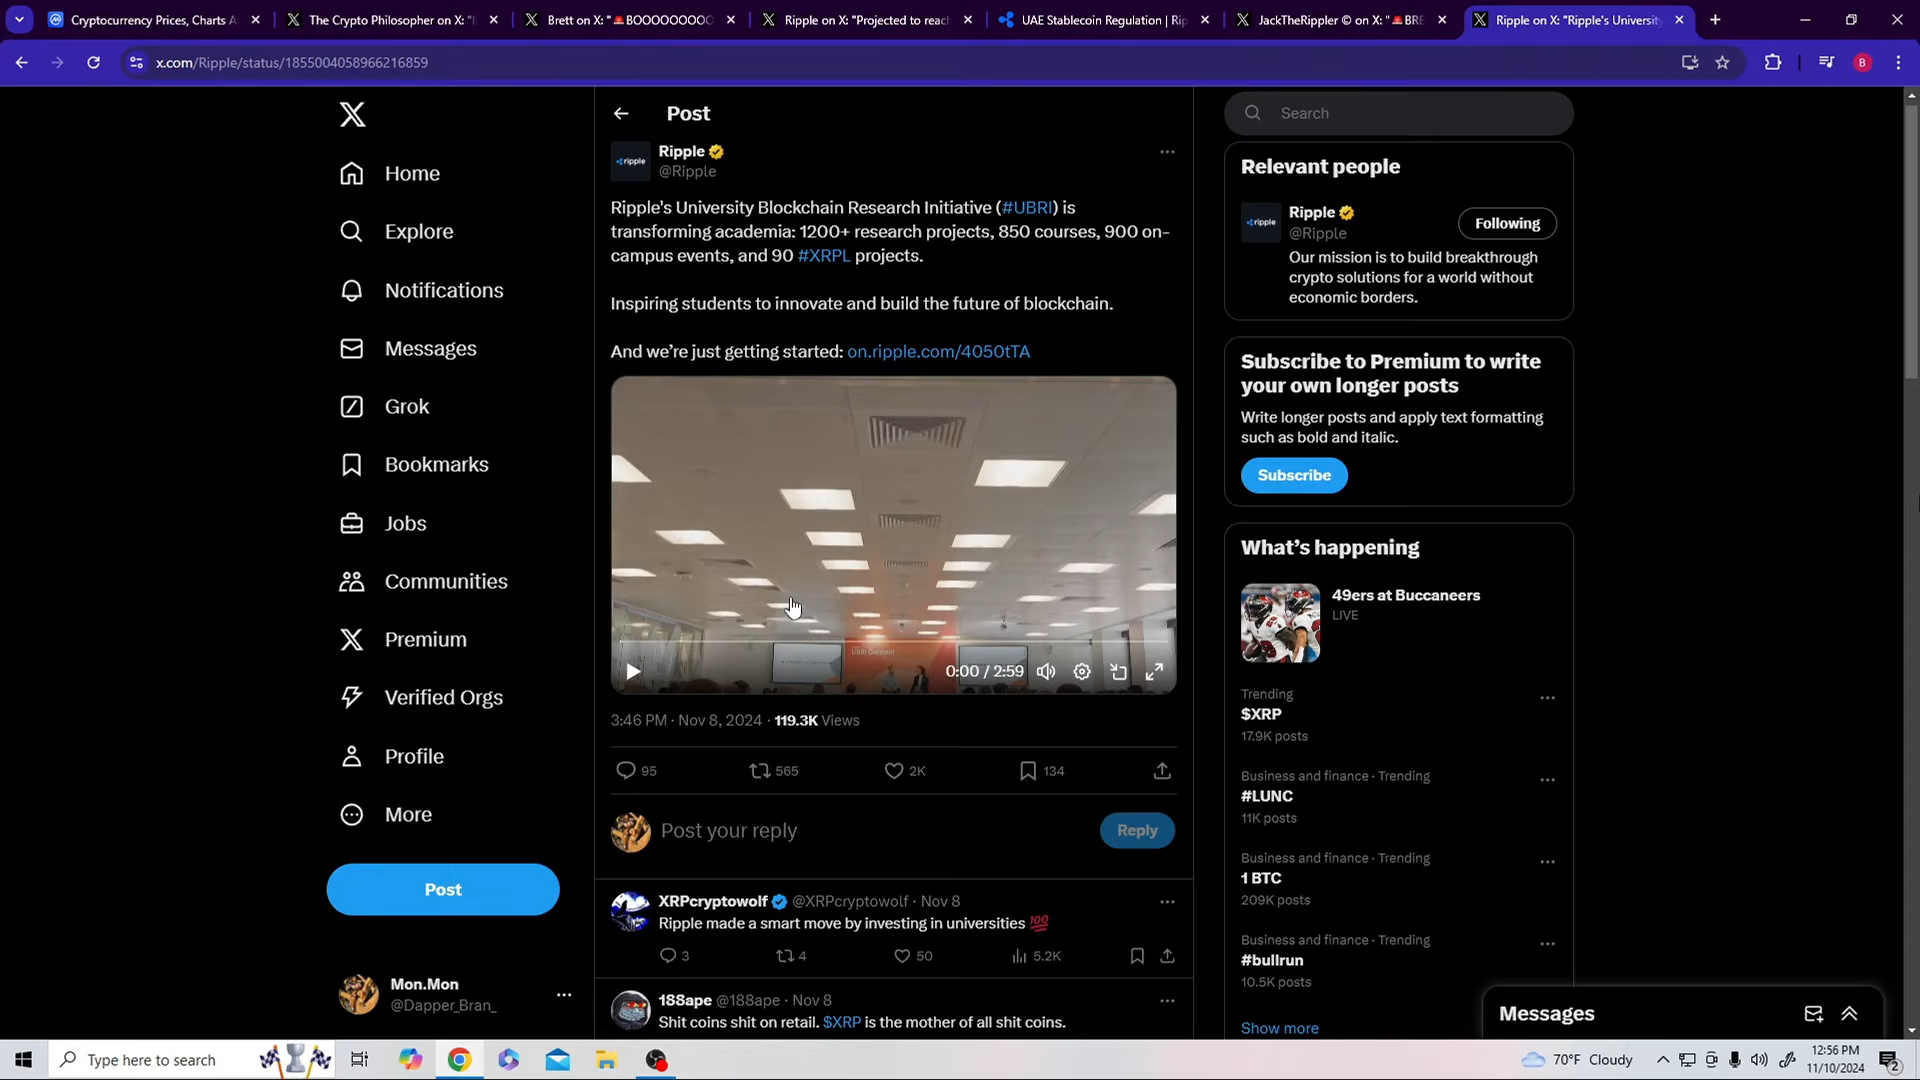 Cryptocurrency Prices, Charts A
The Crypto Philosopher on X: "I
Brett on X: "🚨BOOOOOOOOO
Ripple on X: "Projected to reac
UAE Stablecoin Regulation | Rip
JackTheRippler © on X: "🚨BRE
Ripple on X: "Ripple's University
x.com/Ripple/status/1855004058966216859
B
Post
Search
Home
Explore
Notifications
Messages
Grok
Bookmarks
Jobs
Communities
Premium
Verified Orgs
Profile
More
Post
Mon.Mon
@Dapper_Bran_
ripple
Ripple
@Ripple
Ripple's University Blockchain Research Initiative (#UBRI) is
transforming academia: 1200+ research projects, 850 courses, 900 on-
campus events, and 90 #XRPL projects.
Inspiring students to innovate and build the future of blockchain.
And we're just getting started: on.ripple.com/4050tTA
0:00 / 2:59
3:46 PM · Nov 8, 2024 · 119.3K Views
95
565
2K
134
Post your reply
Reply
XRPcryptowolf @XRPcryptowolf · Nov 8
Ripple made a smart move by investing in universities 💯
3
4
50
5.2K
188ape @188ape · Nov 8
Shit coins shit on retail. $XRP is the mother of all shit coins.
Relevant people
ripple
Ripple
@Ripple
Following
Our mission is to build breakthrough
crypto solutions for a world without
economic borders.
Subscribe to Premium to write
your own longer posts
Write longer posts and apply text formatting
such as bold and italic.
Subscribe
What's happening
49ers at Buccaneers
LIVE
Trending
$XRP
17.9K posts
Business and finance · Trending
#LUNC
11K posts
Business and finance · Trending
1 BTC
209K posts
Business and finance · Trending
#bullrun
10.5K posts
Show more
Messages
Type here to search
70°F Cloudy
12:56 PM
11/10/2024
2